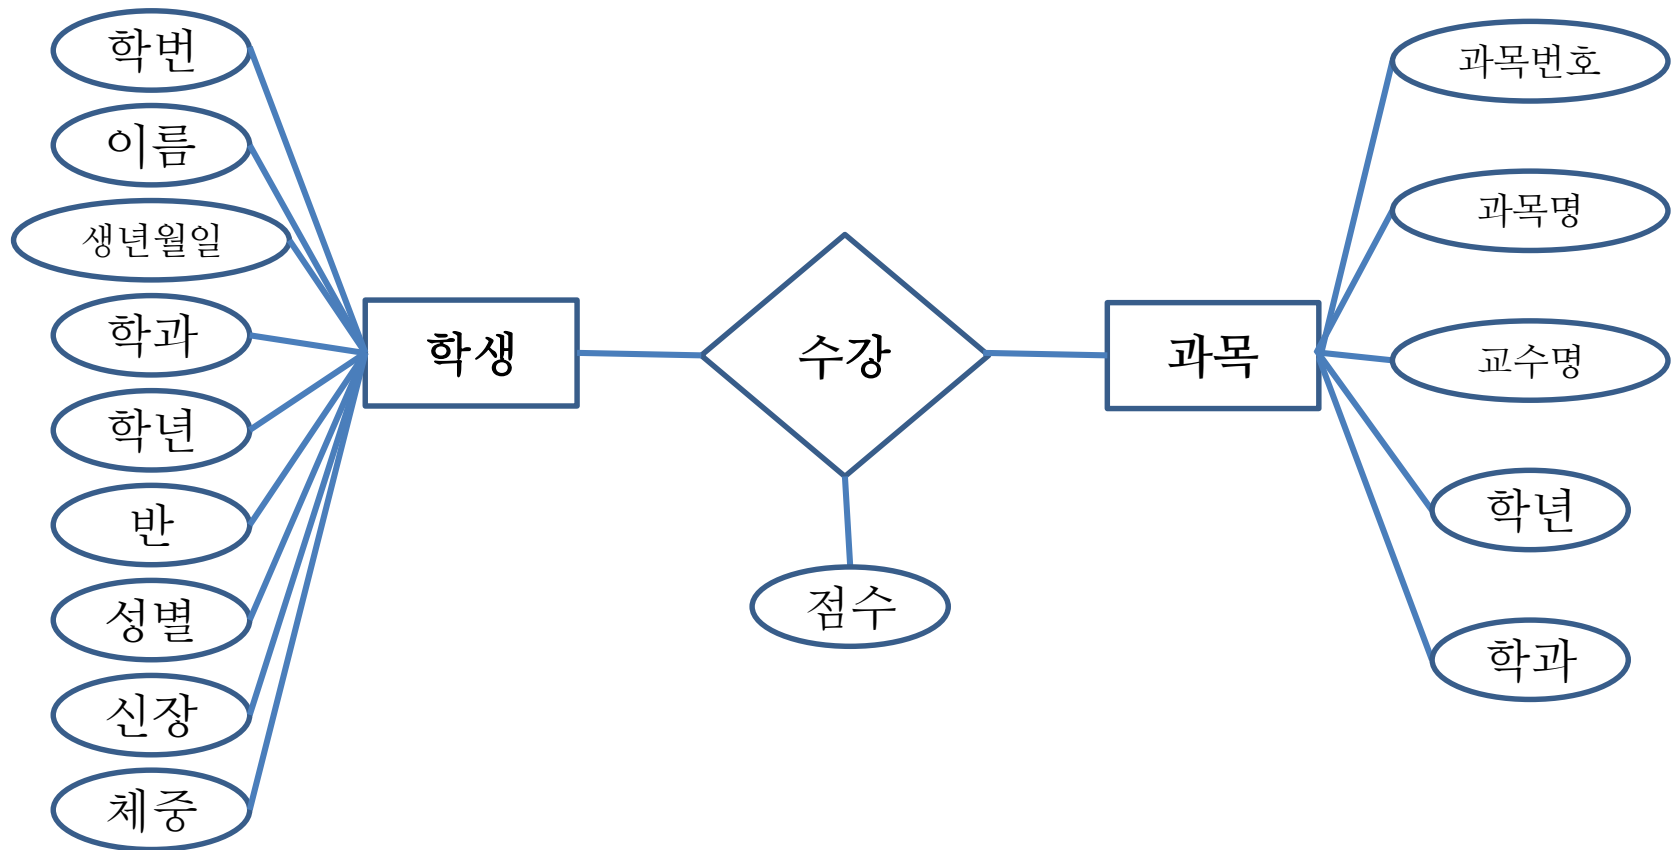 학번
이름
생년월일
학과
학년
반
성별
신장
체중
학생
수강
점수
과목
과목번호
과목명
교수명
학년
학과